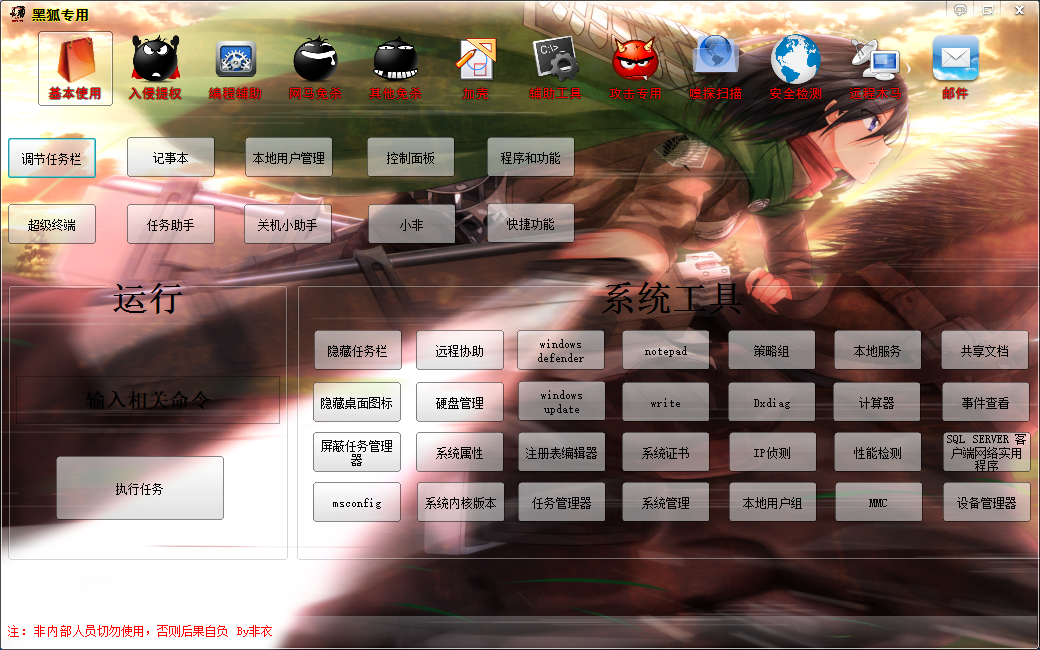 黑狐专用
基本使用
入侵提权
编程辅助
网马免杀
其他免杀
加壳
辅助工具
攻击专用
嗅探扫描
安全检测
远程木马
邮件
C:\>
调节任务栏
记事本
本地用户管理
控制面板
程序和功能
超级终端
任务助手
关机小助手
小非
快捷功能
运行
输入相关命令
执行任务
系统工具
隐藏任务栏
远程协助
windows
defender
notepad
策略组
本地服务
共享文档
隐藏桌面图标
硬盘管理
windows
update
write
Dxdiag
计算器
事件查看
屏蔽任务管理
器
系统属性
注册表编辑器
系统证书
IP侦测
性能检测
SQL SERVER 客
户端网络实用
程序
msconfig
系统内核版本
任务管理器
系统管理
本地用户组
MMC
设备管理器
注：非内部人员切勿使用，否则后果自负 By非衣